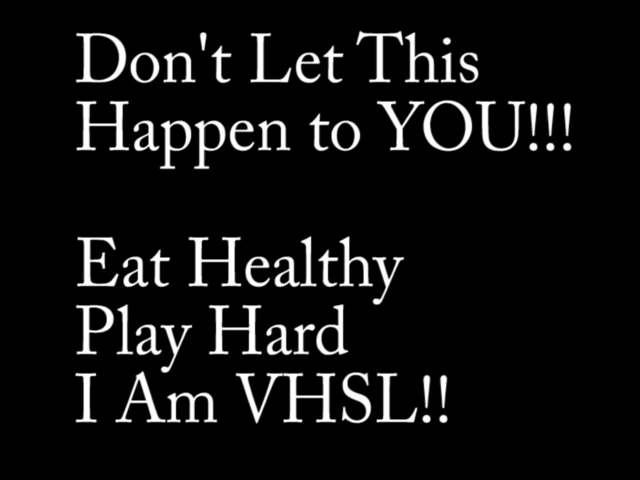 Don't Let This
Happen to YOU!!!
Eat Healthy
Play Hard
I Am VHSL!!